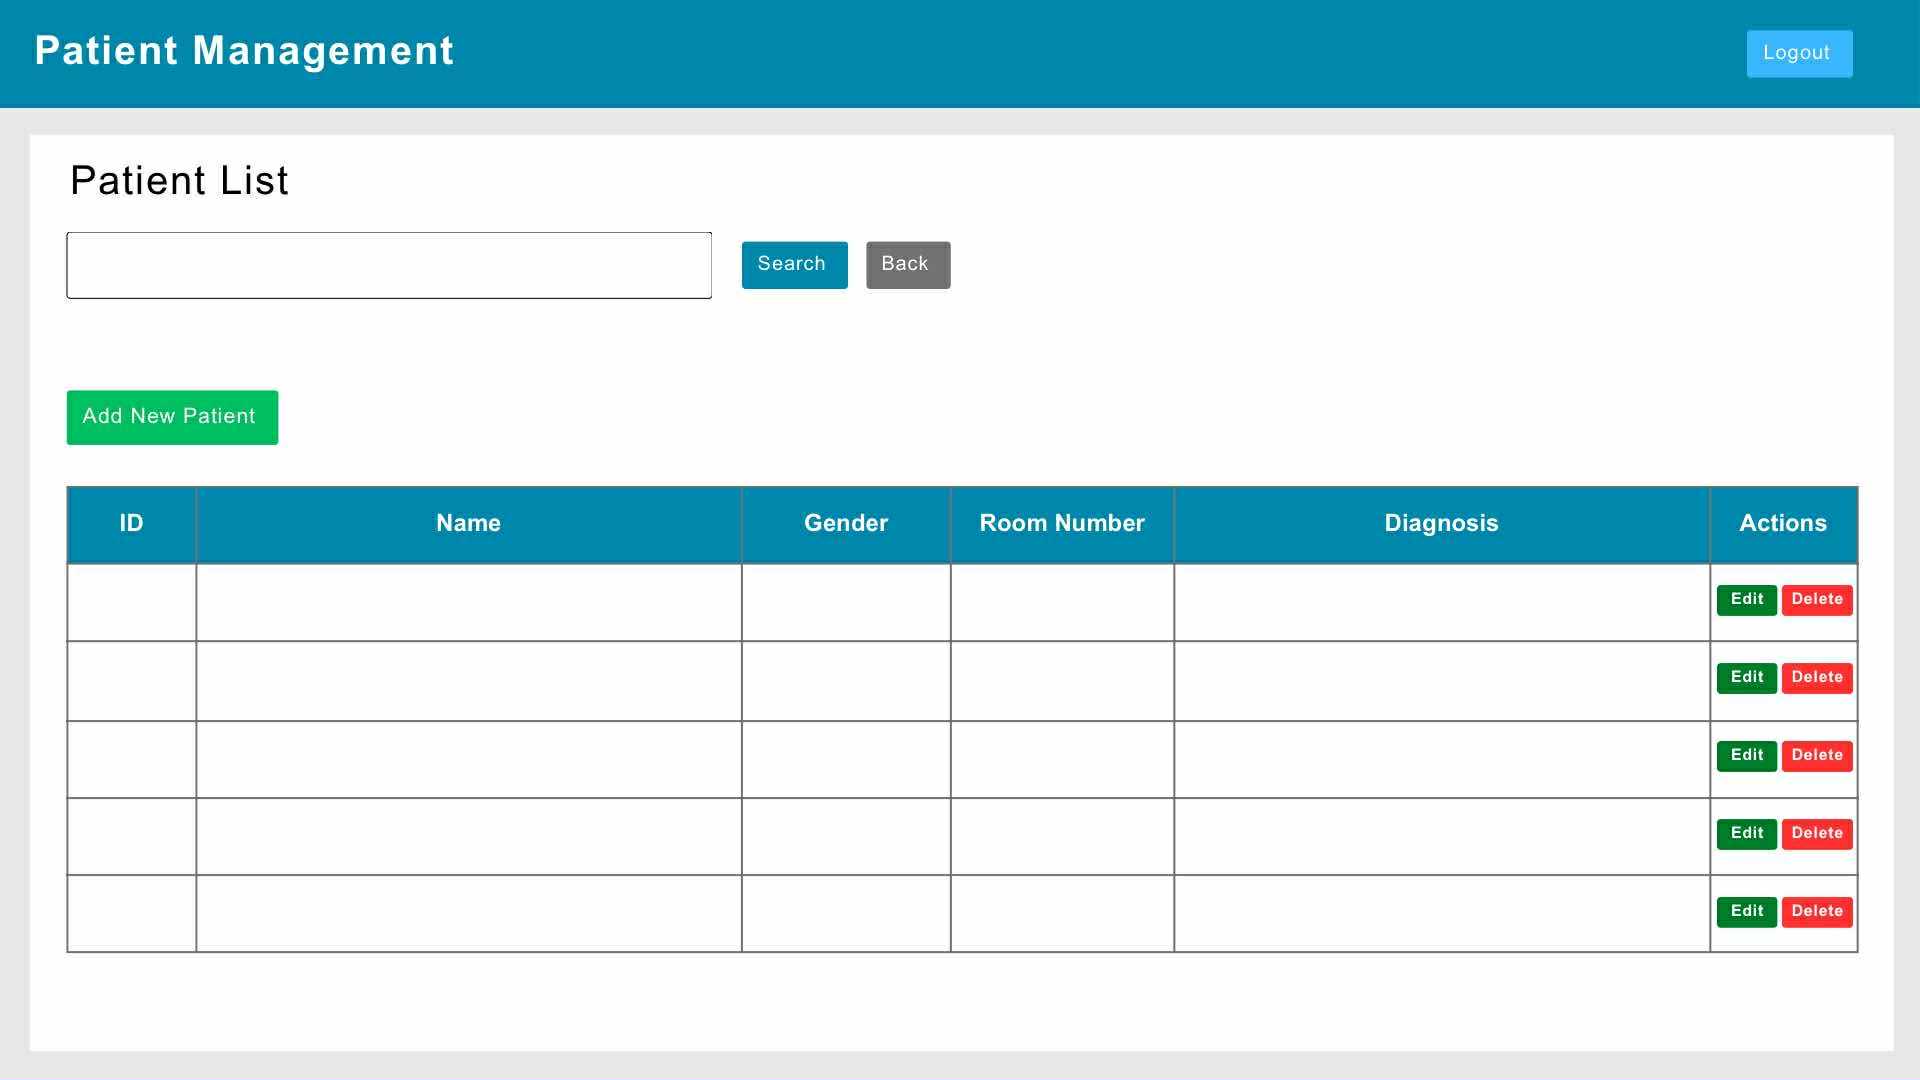 Patient Management
Logout
Patient List
Search Back
Add New Patient
ID Name Gender Room Number Diagnosis Actions
Edit Delete
Edit Delete
Edit Delete
Edit Delete
Edit Delete